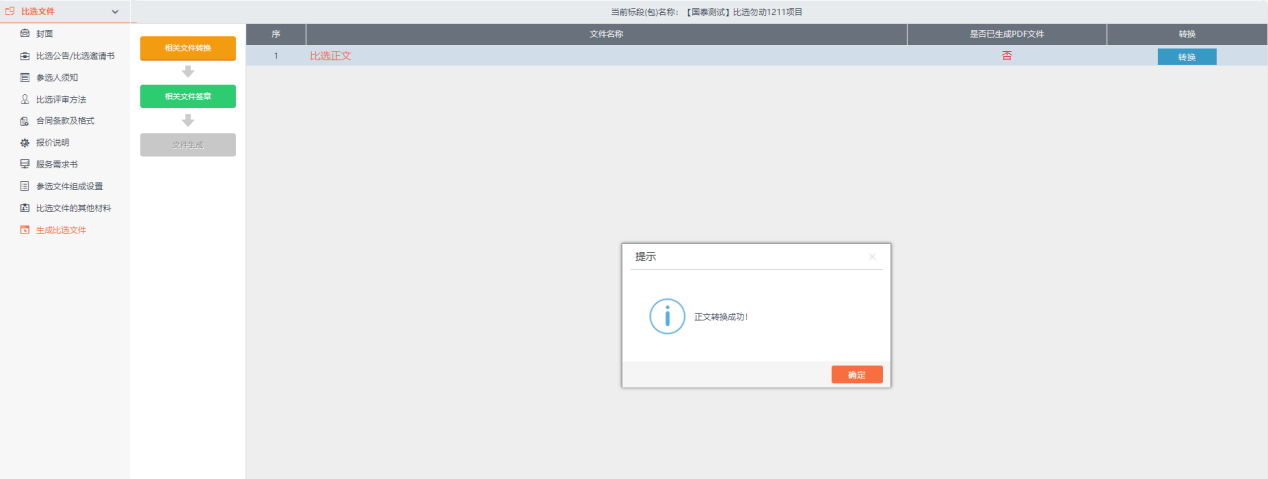 比选文件
当前标段(包)名称：【国泰测试】比选勿动1211项目
封面
比选公告/比选邀请书
参选人须知
比选评审方法
合同条款及格式
报价说明
服务需求书
参选文件组成设置
比选文件的其他材料
生成比选文件
相关文件转换
相关文件签章
文件生成
序 文件名称 是否已生成PDF文件 转换
1 比选正文 否 转换
提示
正文转换成功！
确定